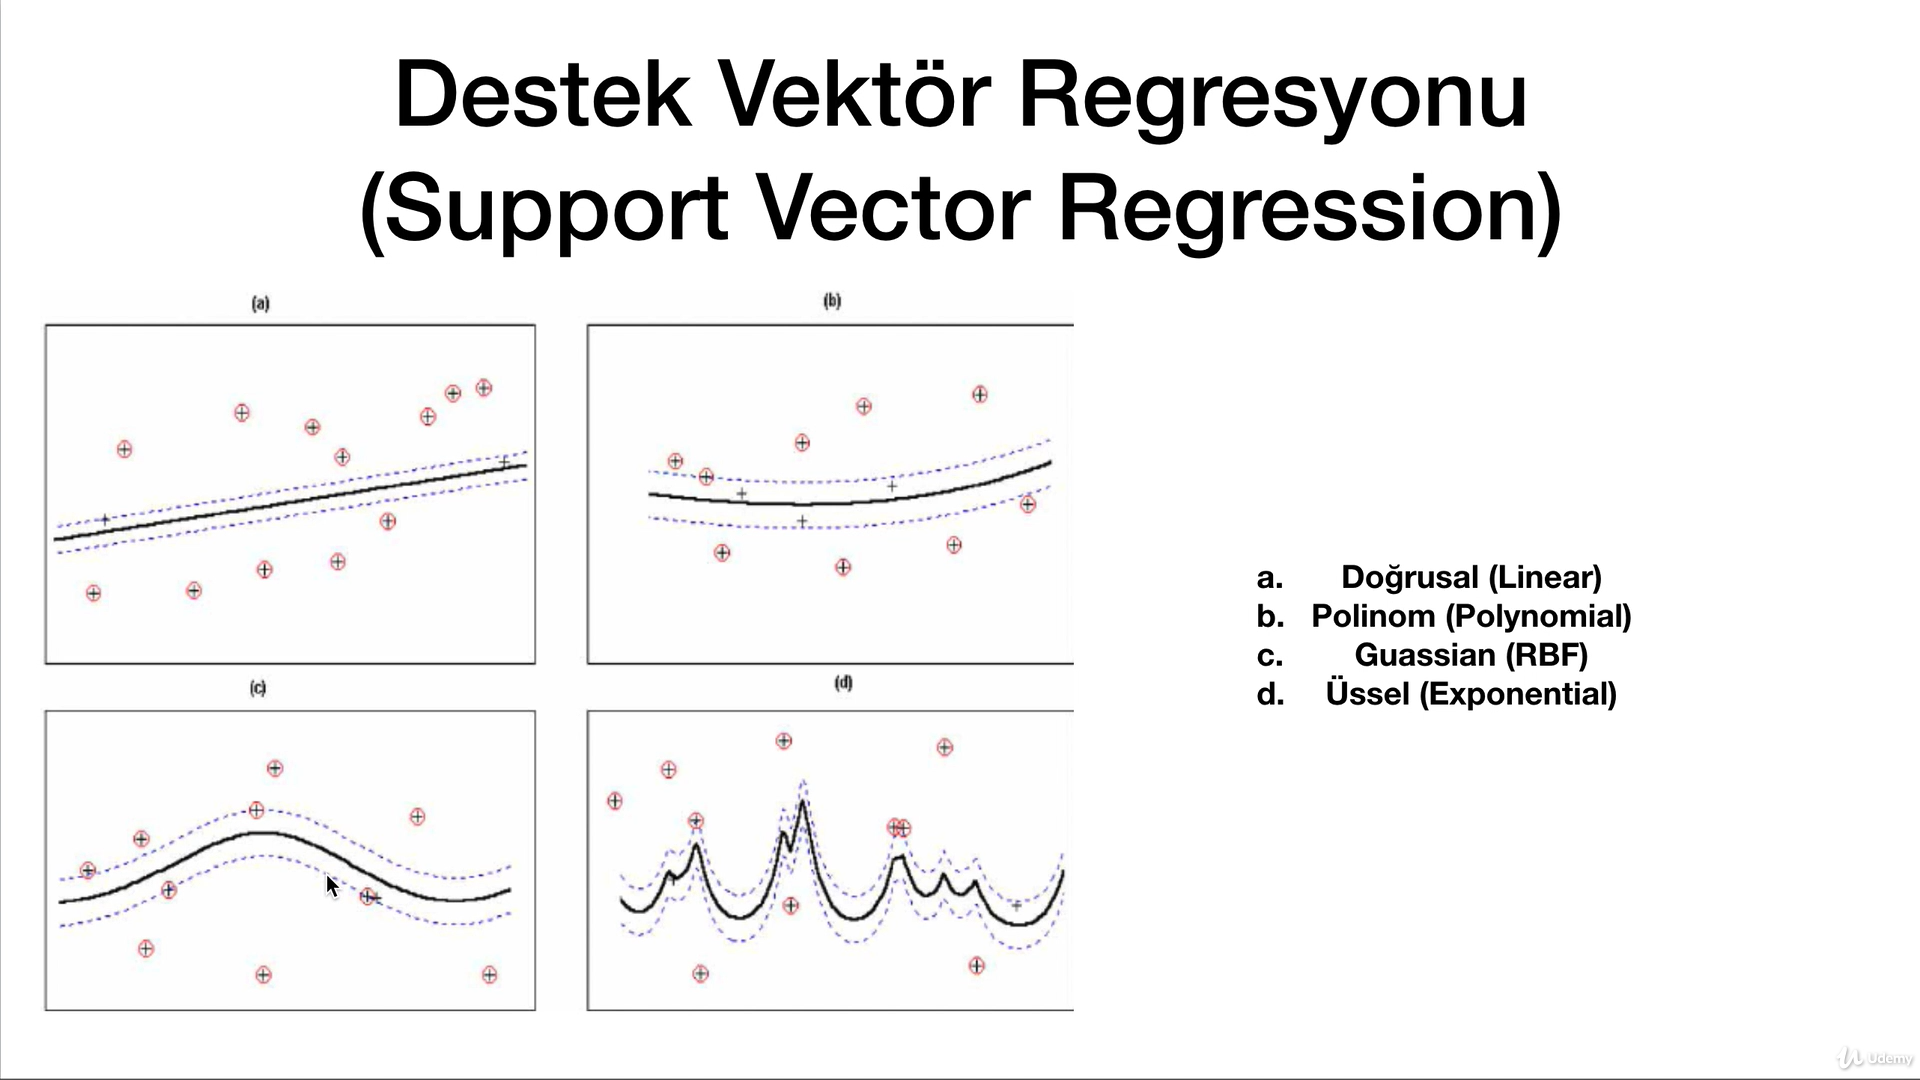 Destek Vektör Regresyonu
(Support Vector Regression)
(a)
(b)
(c)
(d)
a. Doğrusal (Linear)
b. Polinom (Polynomial)
c. Guassian (RBF)
d. Üssel (Exponential)
Udemy